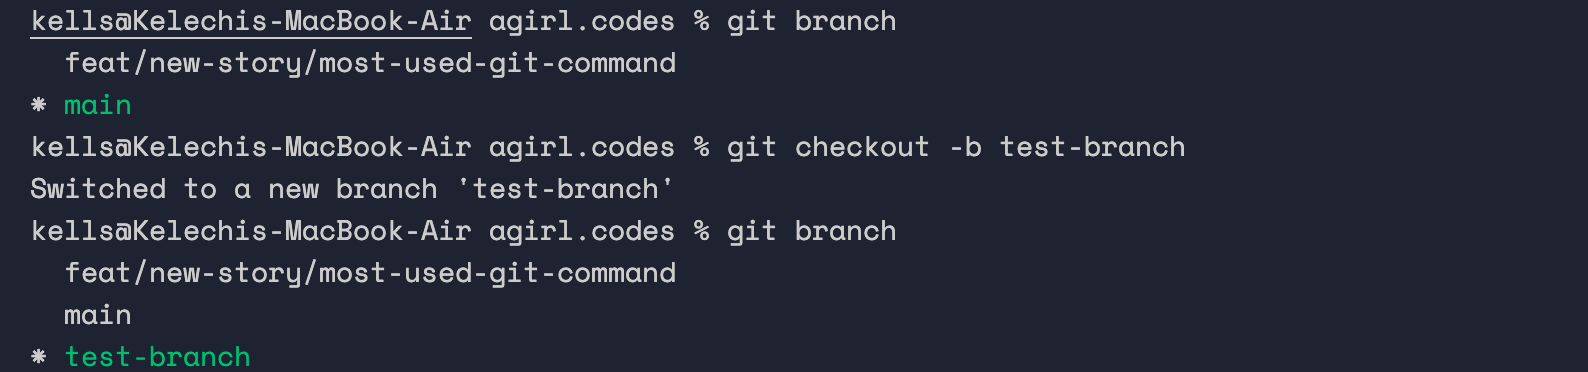 kells@Kelechis-MacBook-Air agirl.codes % git branch
  feat/new-story/most-used-git-command
* main
kells@Kelechis-MacBook-Air agirl.codes % git checkout -b test-branch
Switched to a new branch 'test-branch'
kells@Kelechis-MacBook-Air agirl.codes % git branch
  feat/new-story/most-used-git-command
  main
* test-branch